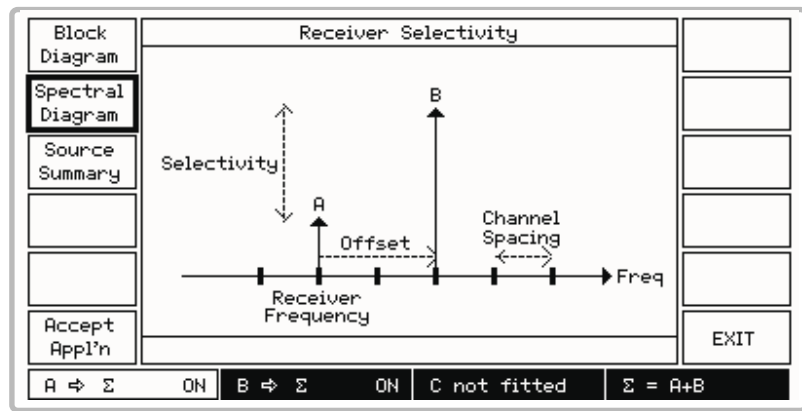 Block
Diagram
Receiver Selectivity
Spectral
Diagram
Source
Summary
Accept
Appl'n
B
Selectivity
A
Offset
Channel
Spacing
Freq
Receiver
Frequency
EXIT
A ⇨ Σ ON
B ⇨ Σ ON
C not fitted
Σ = A+B